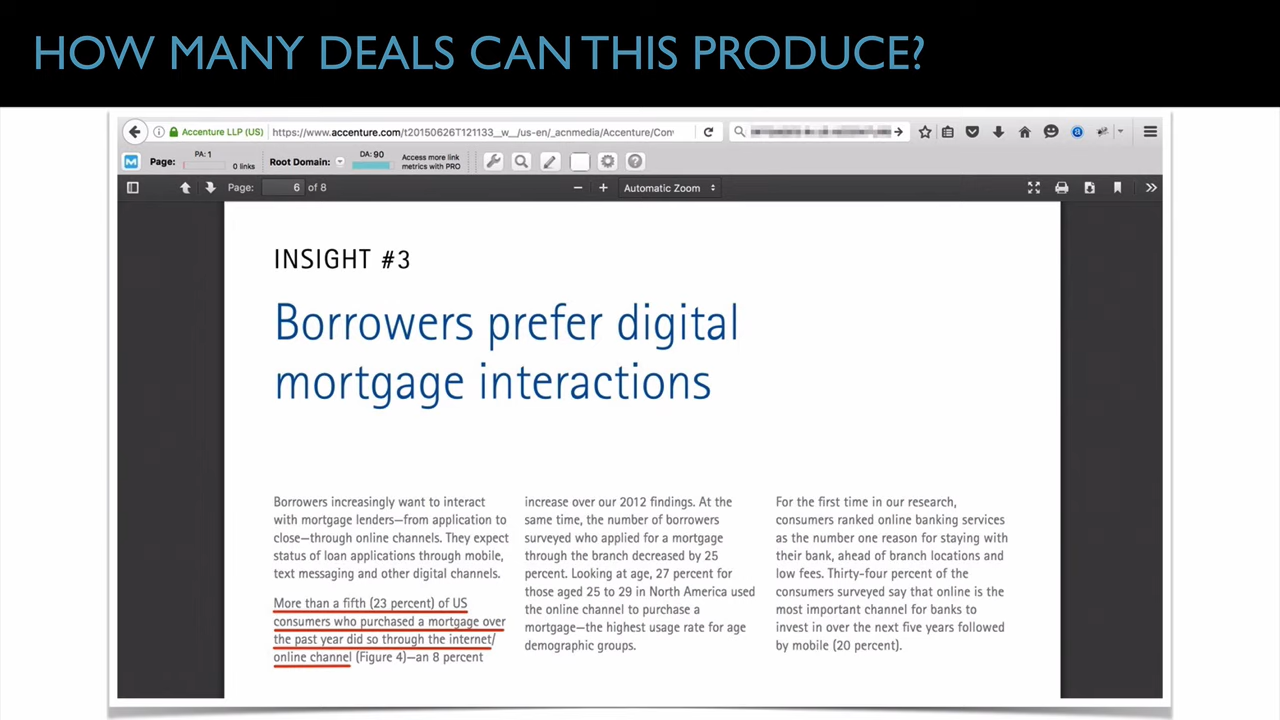 HOW MANY DEALS CAN THIS PRODUCE?
Accenture LLP (US) https://www.accenture.com/t20150626T121133__w__/us-en/_acnmedia/Accenture/Con
Page: PA: 1 0 links Root Domain: DA: 90 Access more link metrics with PRO
Page: 6 of 8 Automatic Zoom
INSIGHT #3
Borrowers prefer digital
mortgage interactions
Borrowers increasingly want to interact
with mortgage lenders—from application to
close—through online channels. They expect
status of loan applications through mobile,
text messaging and other digital channels.
More than a fifth (23 percent) of US
consumers who purchased a mortgage over
the past year did so through the internet/
online channel (Figure 4)—an 8 percent
increase over our 2012 findings. At the
same time, the number of borrowers
surveyed who applied for a mortgage
through the branch decreased by 25
percent. Looking at age, 27 percent for
those aged 25 to 29 in North America used
the online channel to purchase a
mortgage—the highest usage rate for age
demographic groups.
For the first time in our research,
consumers ranked online banking services
as the number one reason for staying with
their bank, ahead of branch locations and
low fees. Thirty-four percent of the
consumers surveyed say that online is the
most important channel for banks to
invest in over the next five years followed
by mobile (20 percent).